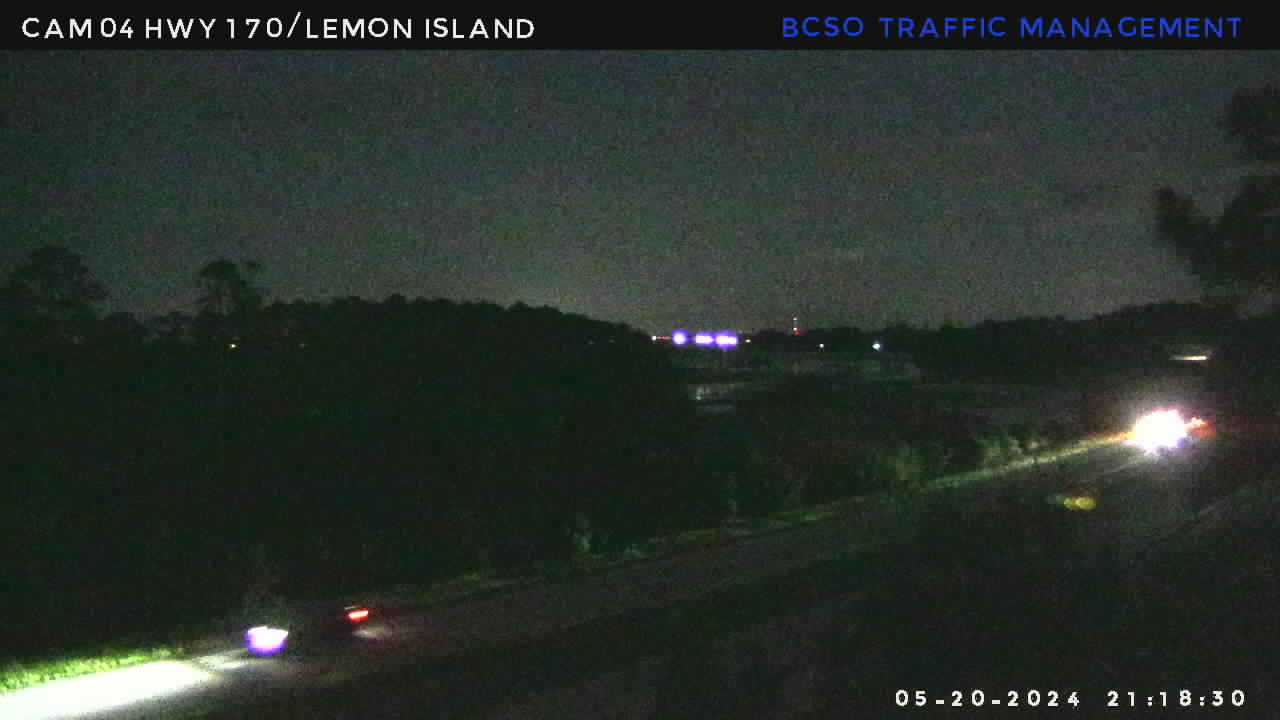 CAM04 HWY 170/LEMON ISLAND
BCSO TRAFFIC MANAGEMENT
05-20-2024 21:18:30